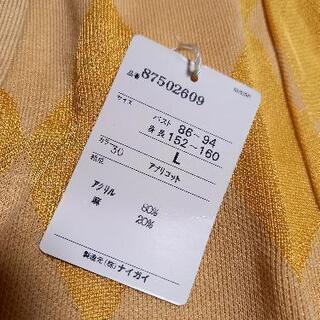 品番 87502609
サイズ
バスト 86~94
身長 152~160
L
カラー 30 アプリコット
組成
アクリル 80%
麻 20%
製造元 (株) ナイガイ